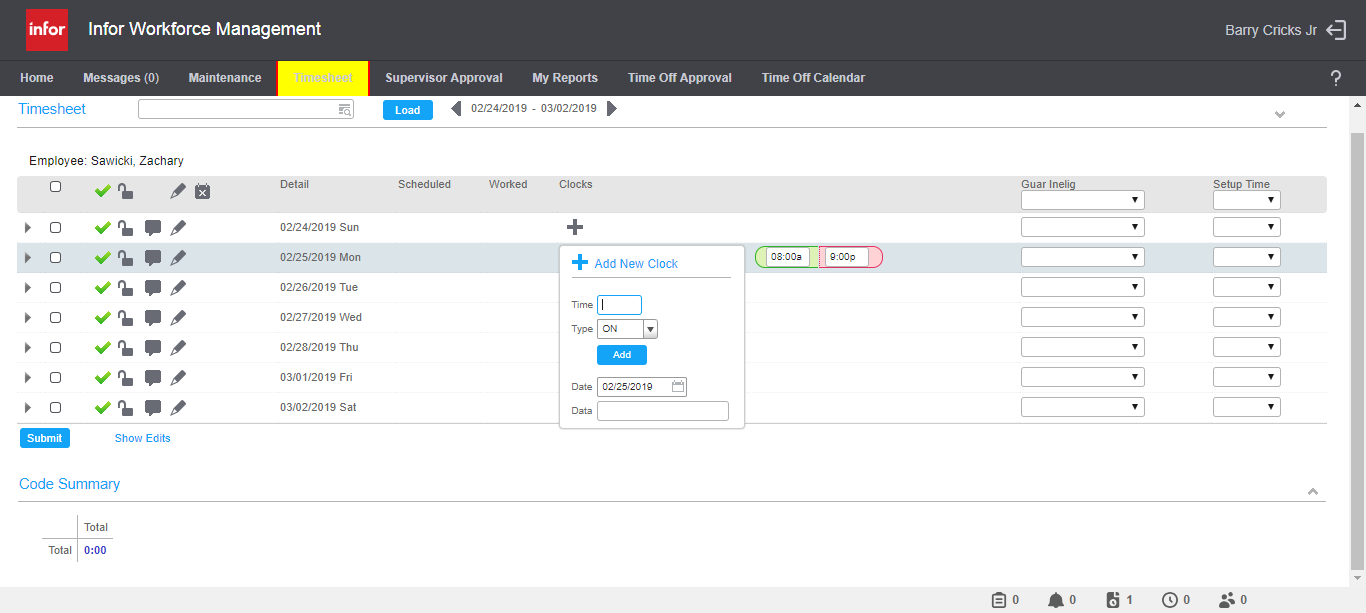 infor Infor Workforce Management Barry Cricks Jr
Home Messages (0) Maintenance Timesheet Supervisor Approval My Reports Time Off Approval Time Off Calendar ?
Timesheet Load 02/24/2019 - 03/02/2019
Employee: Sawicki, Zachary
Detail Scheduled Worked Clocks Guar Inelig Setup Time
02/24/2019 Sun
02/25/2019 Mon 08:00a 9:00p
Add New Clock
02/26/2019 Tue
Time
02/27/2019 Wed
Type ON
02/28/2019 Thu
Add
03/01/2019 Fri
Date 02/25/2019
03/02/2019 Sat
Data
Submit Show Edits
Code Summary
Total
Total 0:00
0 0 1 0 0